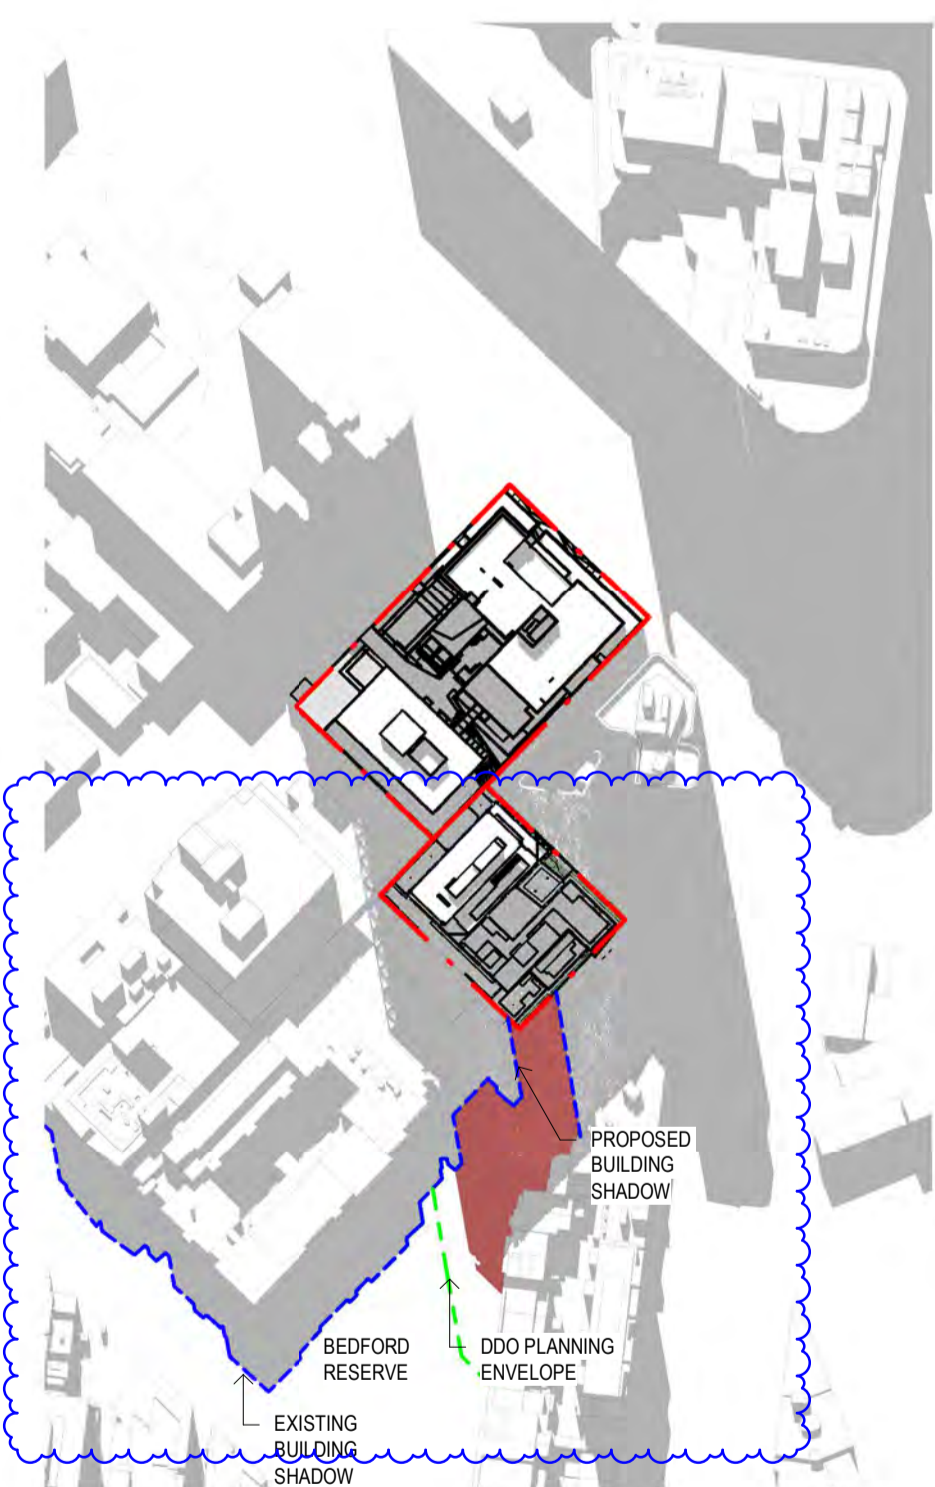 PROPOSED
BUILDING
SHADOW
BEDFORD
RESERVE
DDO PLANNING
ENVELOPE
EXISTING
BUILDING
SHADOW